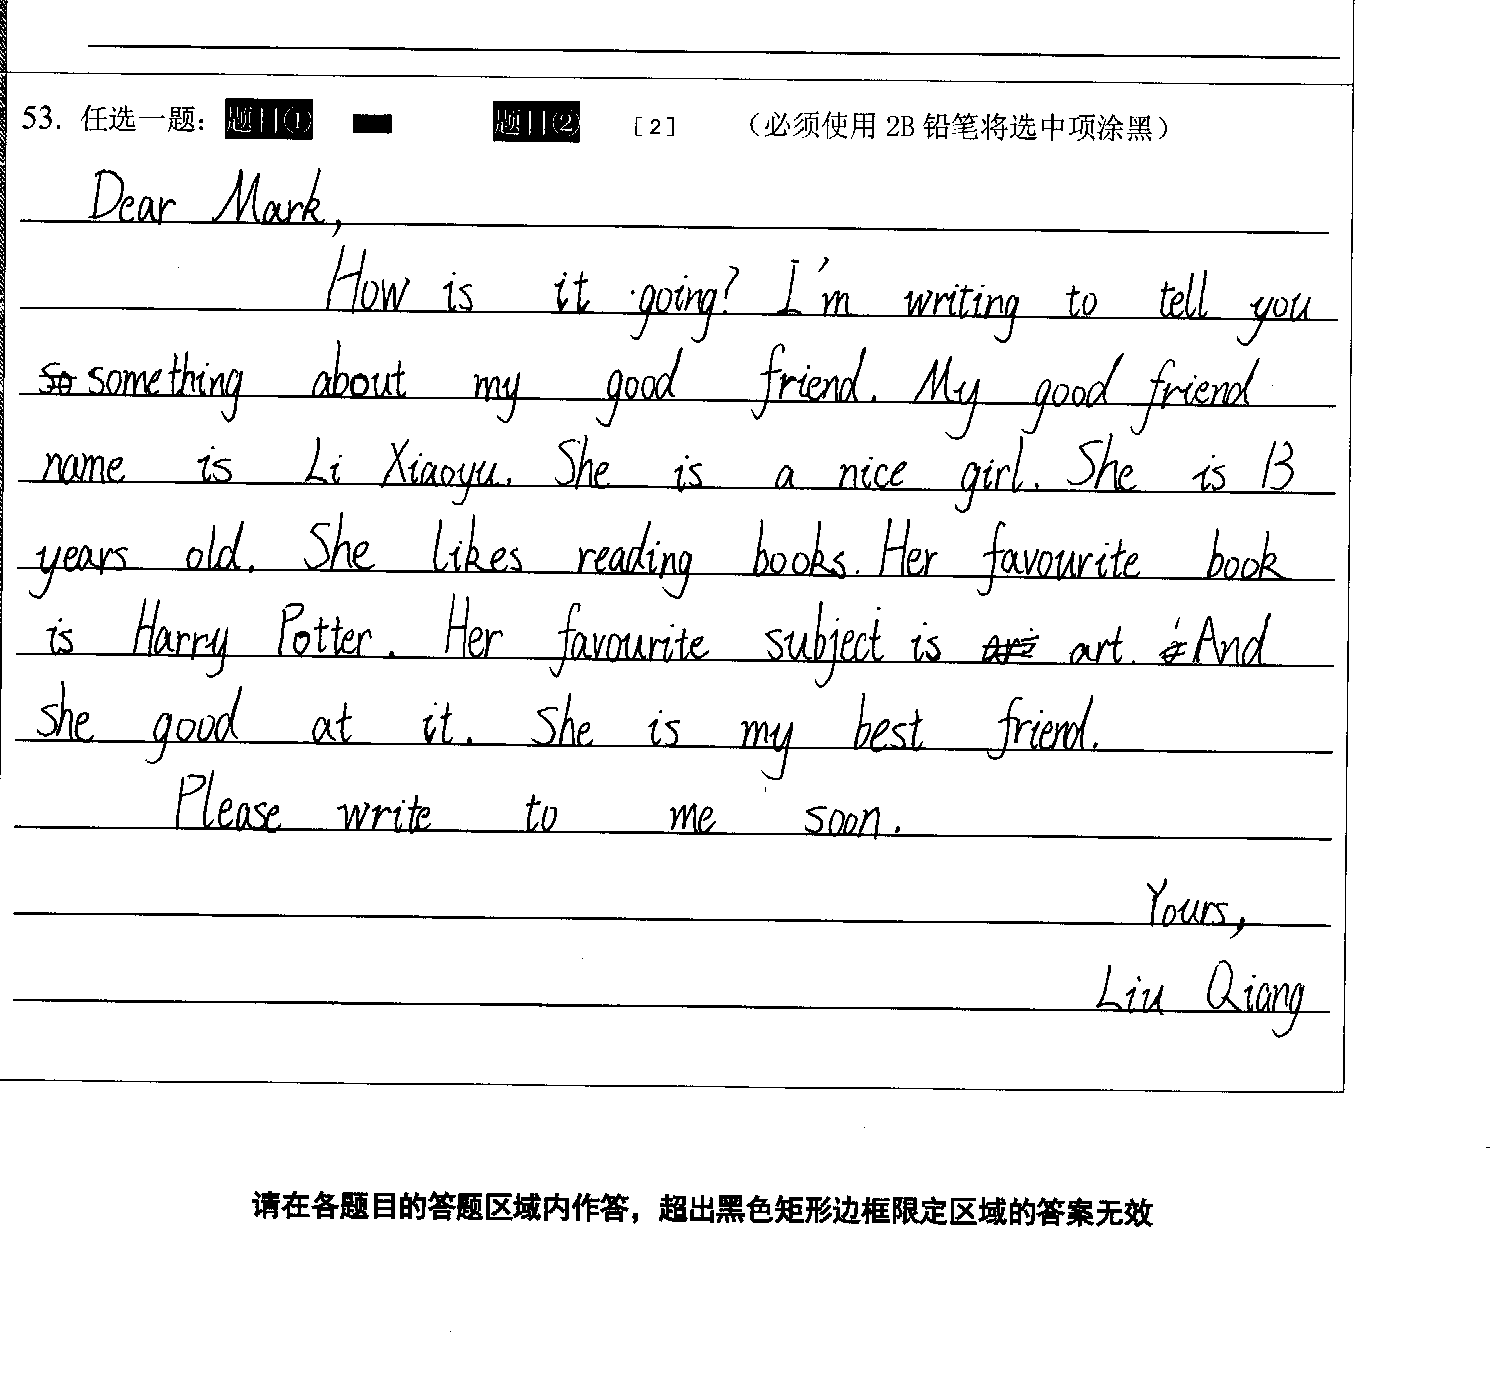 53. 任选一题： 题目① 题目② [2] （必须使用 2B 铅笔将选中项涂黑）
Dear Mark,
How is it going? I'm writing to tell you
something about my good friend. My good friend
name is Li Xiaoyu. She is a nice girl. She is 13
years old. She likes reading books. Her favourite book
is Harry Potter. Her favourite subject is art. And
she good at it. She is my best friend.
Please write to me soon.
Yours,
Liu Qiang
请在各题目的答题区域内作答，超出黑色矩形边框限定区域的答案无效